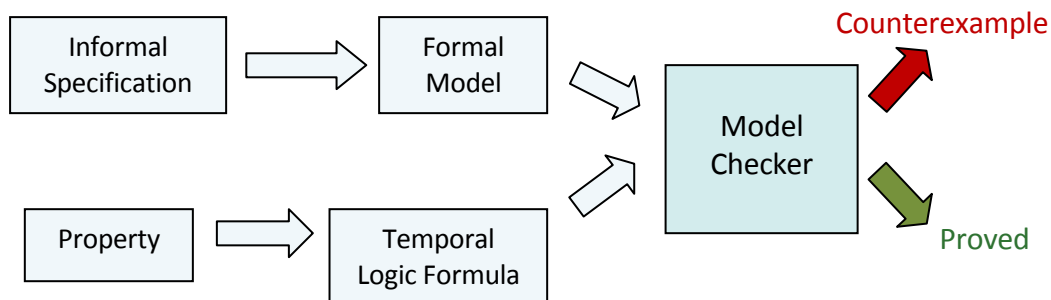 Informal
Specification
Formal
Model
Counterexample
Model
Checker
Property
Temporal
Logic Formula
Proved